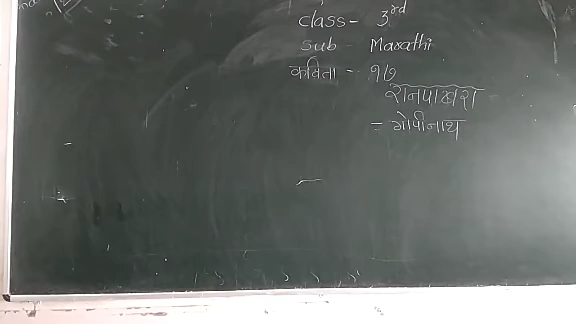 class - 3rd
sub - Marathi
कविता - १७
रानपाखरा
= गोपीनाथ